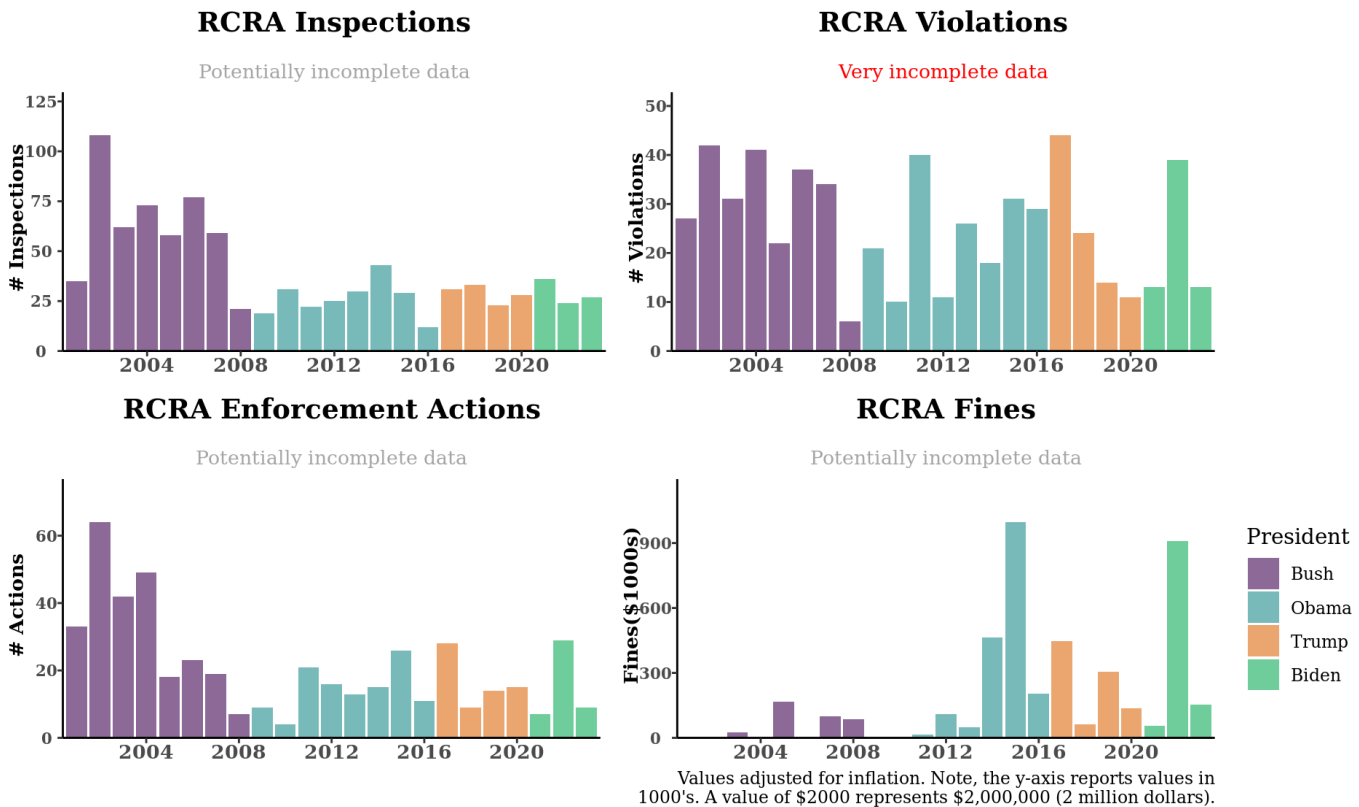 RCRA Inspections
Potentially incomplete data
# Inspections
125
100
75
50
25
0
2004
2008
2012
2016
2020
RCRA Violations
Very incomplete data
# Violations
50
40
30
20
10
0
2004
2008
2012
2016
2020
RCRA Enforcement Actions
Potentially incomplete data
# Actions
60
40
20
0
2004
2008
2012
2016
2020
RCRA Fines
Potentially incomplete data
Fines($1000s)
900
600
300
0
2004
2008
2012
2016
2020
President
Bush
Obama
Trump
Biden
Values adjusted for inflation. Note, the y-axis reports values in
1000's. A value of $2000 represents $2,000,000 (2 million dollars).